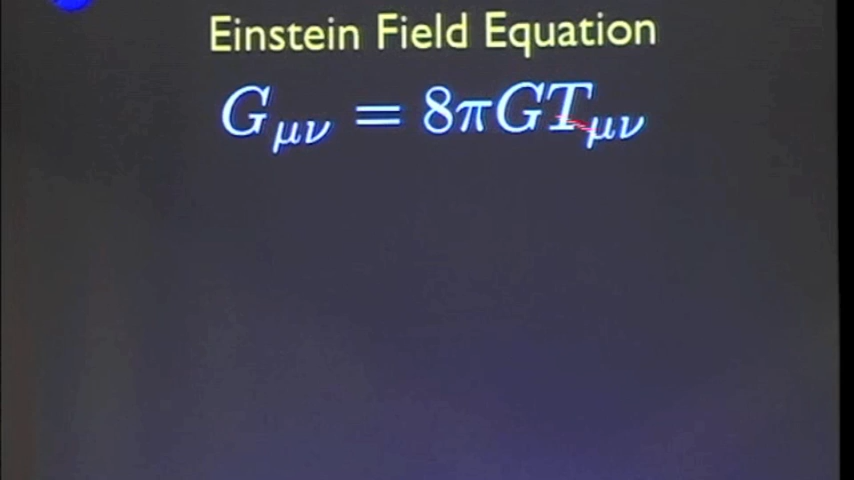 Einstein Field Equation
G_{μν} = 8πGT_{μν}